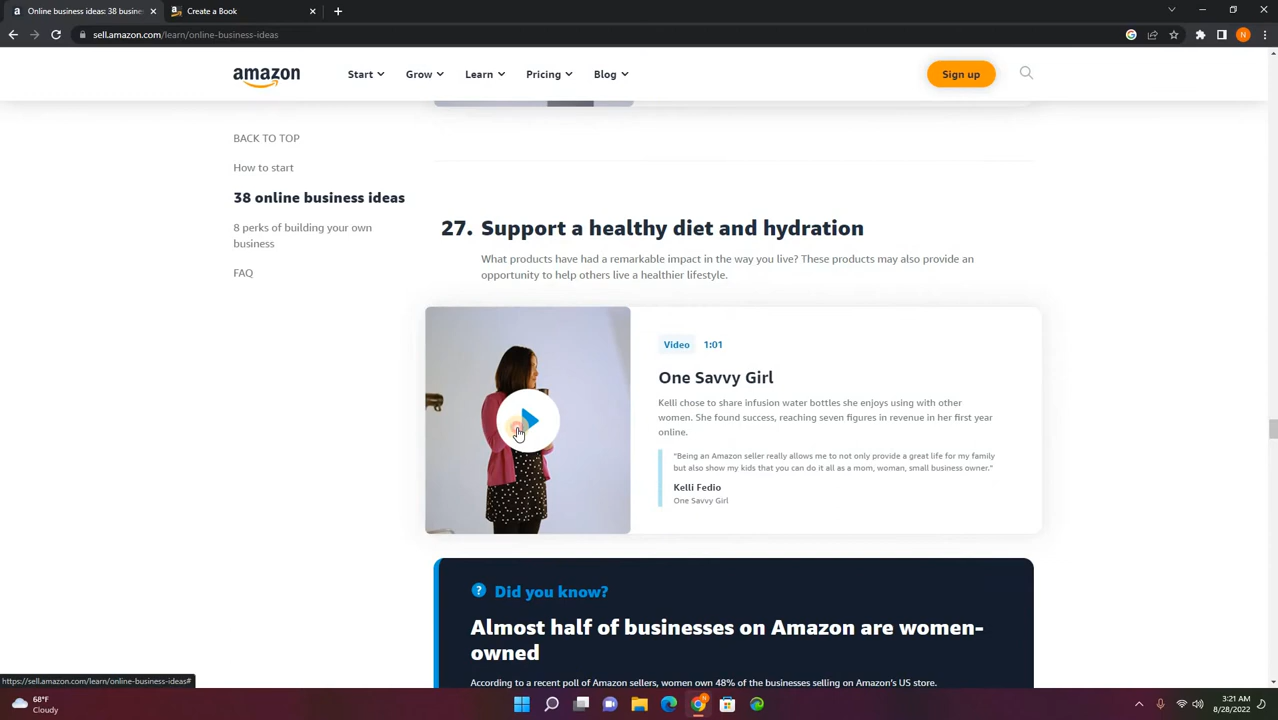 Online business ideas: 38 busine
Create a Book
sell.amazon.com/learn/online-business-ideas
N
amazon
Start
Grow
Learn
Pricing
Blog
Sign up
BACK TO TOP
How to start
38 online business ideas
8 perks of building your own
business
FAQ
27. Support a healthy diet and hydration
What products have had a remarkable impact in the way you live? These products may also provide an
opportunity to help others live a healthier lifestyle.
Video 1:01
One Savvy Girl
Kelli chose to share infusion water bottles she enjoys using with other
women. She found success, reaching seven figures in revenue in her first year
online.
"Being an Amazon seller really allows me to not only provide a great life for my family
but also show my kids that you can do it all as a mom, woman, small business owner."
Kelli Fedio
One Savvy Girl
? Did you know?
Almost half of businesses on Amazon are women-
owned
According to a recent poll of Amazon sellers, women own 48% of the businesses selling on Amazon's US store.
https://sell.amazon.com/learn/online-business-ideas#
68°F
Cloudy
3:21 AM
8/28/2022